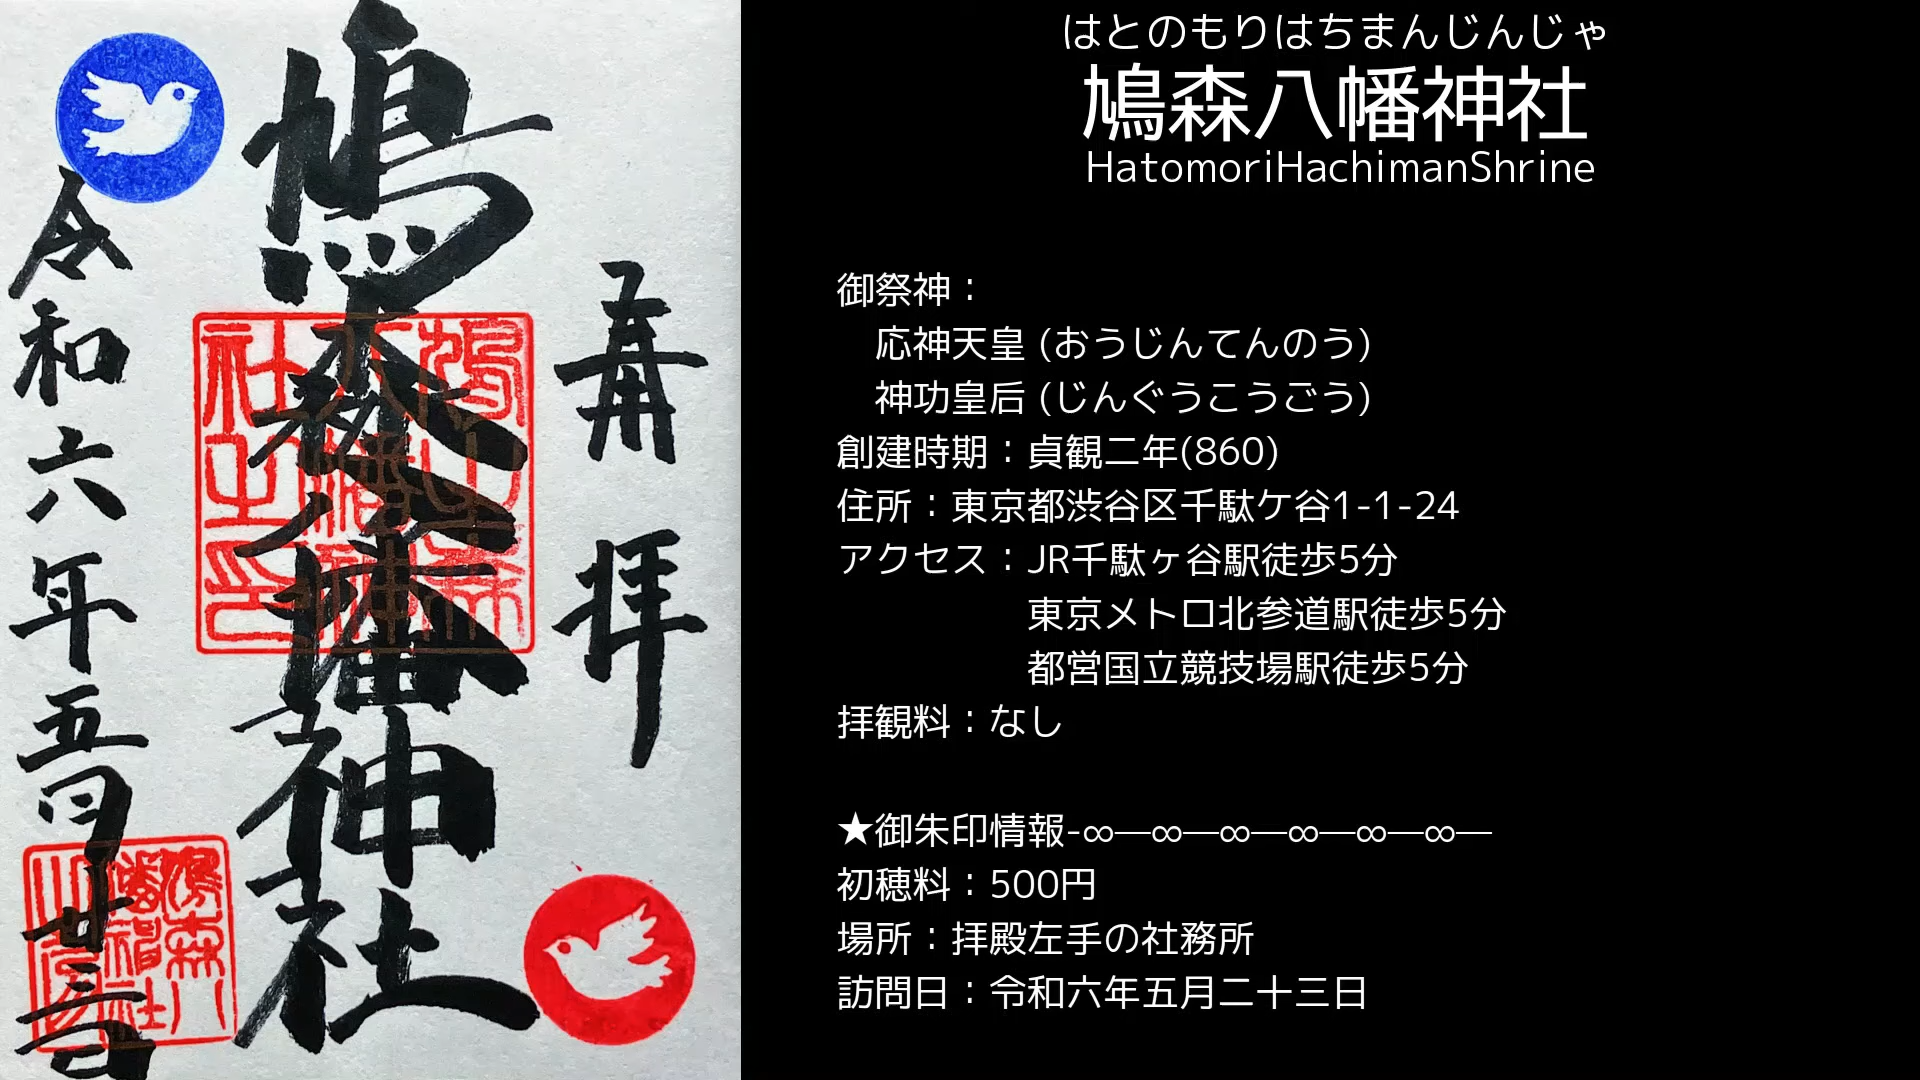 奉拝
鳩森八幡神社
令和六年五月廿三日
はとのもりはちまんじんじゃ
鳩森八幡神社
HatomoriHachimanShrine
御祭神：
応神天皇 (おうじんてんのう)
神功皇后 (じんぐうこうごう)
創建時期：貞観二年(860)
住所：東京都渋谷区千駄ケ谷1-1-24
アクセス：JR千駄ヶ谷駅徒歩5分
東京メトロ北参道駅徒歩5分
都営国立競技場駅徒歩5分
拝観料：なし
★御朱印情報-∞―∞―∞―∞―∞―∞―
初穂料：500円
場所：拝殿左手の社務所
訪問日：令和六年五月二十三日